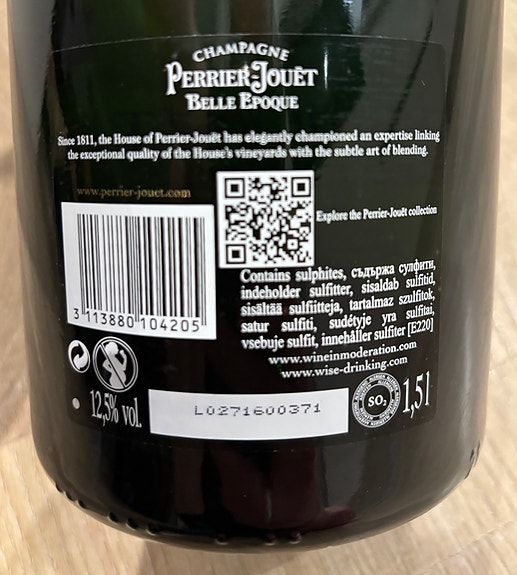 CHAMPAGNE
PERRIER-JOUËT
BELLE EPOQUE
Since 1811, the House of Perrier-Jouët has elegantly championed an expertise linking
the exceptional quality of the House's vineyards with the subtle art of blending.
www.perrier-jouet.com
Explore the Perrier-Jouët collection
Contains sulphites, съдържа сулфити,
indeholder sulfitter, sisaldab sulfitid,
sisältää sulfiitteja, tartalmaz szulfitok,
satur sulfiti, sudėtyje yra sulfitai,
vsebuje sulfit, innehåller sulfiter [E220]
www.wineinmoderation.com
www.wise-drinking.com
3 113880 104205
12,5% vol.
L0271600371
SO2
1,5l